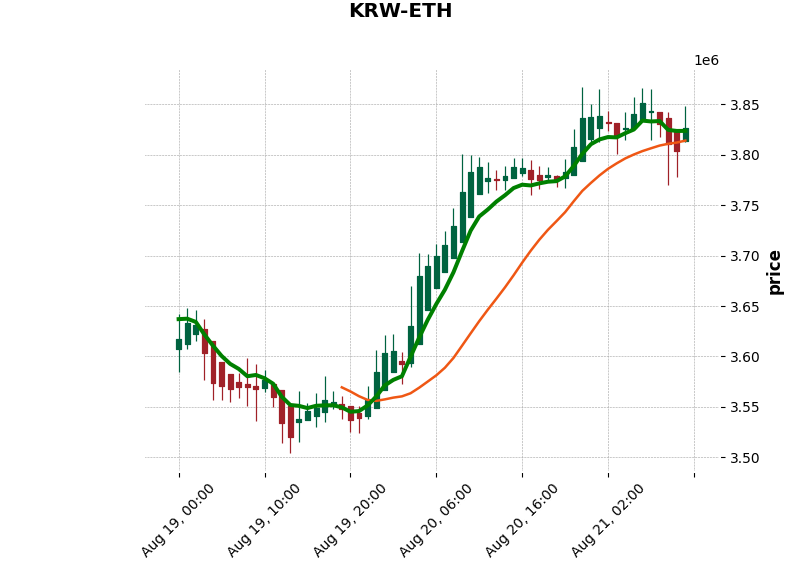 KRW-ETH
1e6
3.85
3.80
3.75
3.70
3.65
3.60
3.55
3.50
price
Aug 19, 00:00
Aug 19, 10:00
Aug 19, 20:00
Aug 20, 06:00
Aug 20, 16:00
Aug 21, 02:00